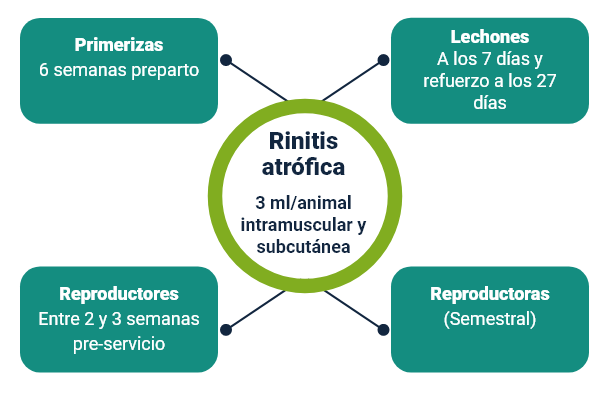 Primerizas
6 semanas preparto
Lechones
A los 7 días y
refuerzo a los 27
días
Rinitis
atrófica
3 ml/animal
intramuscular y
subcutánea
Reproductores
Entre 2 y 3 semanas
pre-servicio
Reproductoras
(Semestral)